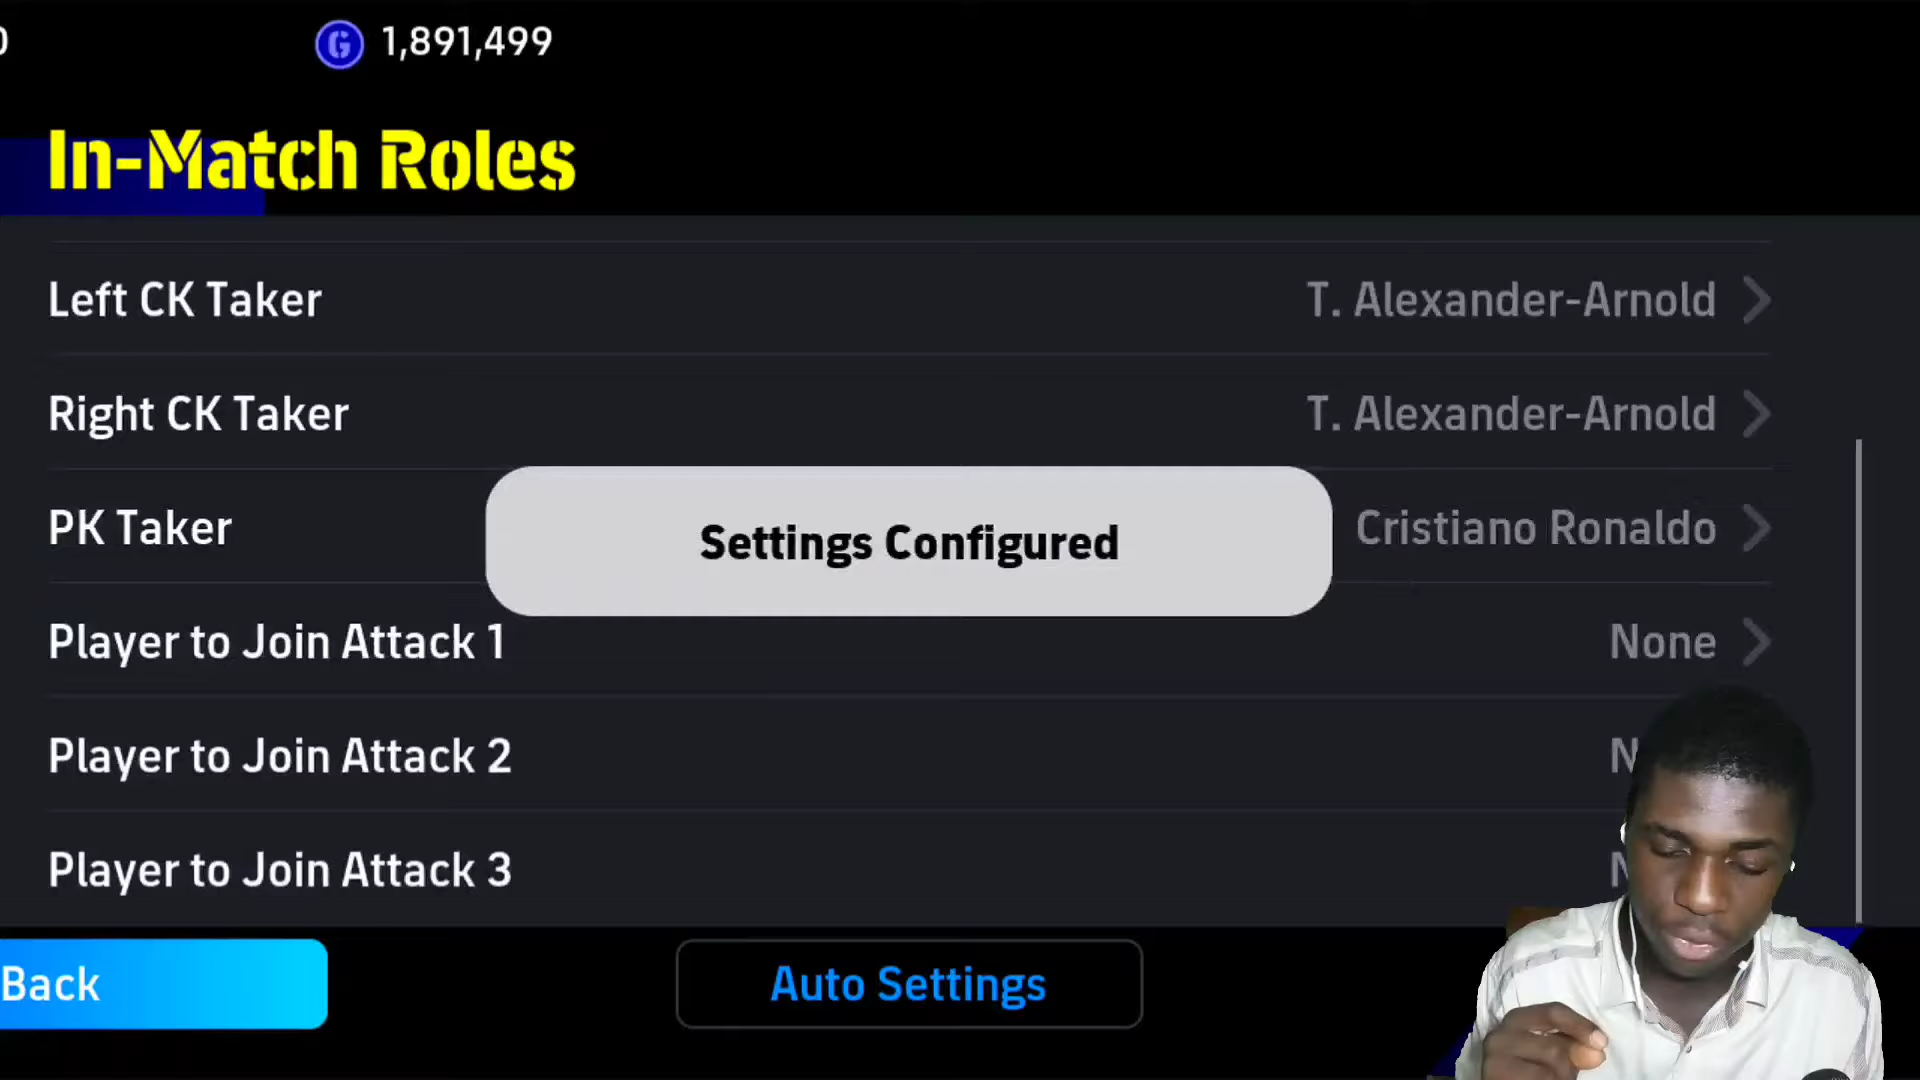 1,891,499
In-Match Roles
Left CK Taker T. Alexander-Arnold
Right CK Taker T. Alexander-Arnold
PK Taker Cristiano Ronaldo
Settings Configured
Player to Join Attack 1 None
Player to Join Attack 2
Player to Join Attack 3
Back Auto Settings